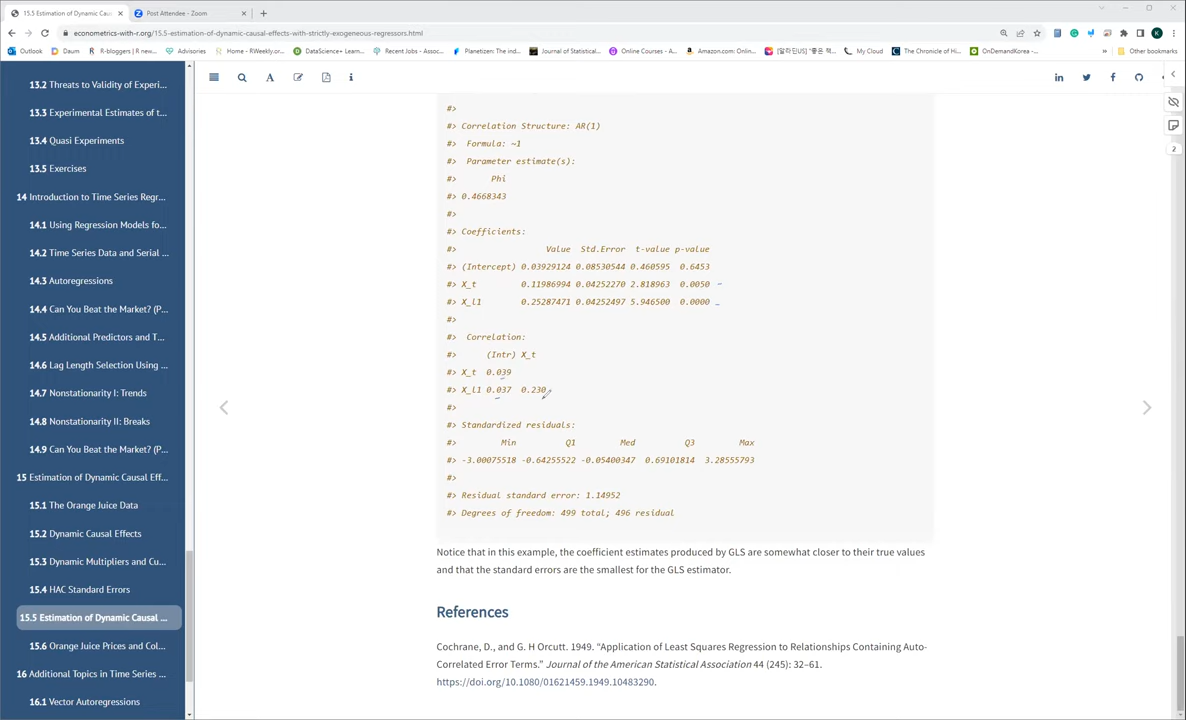 15.5 Estimation of Dynamic Caus
Post Attendee - Zoom
econometrics-with-r.org/15.5-estimation-of-dynamic-causal-effects-with-strictly-exogeneous-regressors.html
Outlook
Daum
R-bloggers | R new...
Advisories
Home - RWeekly.or...
DataScience+ Learn...
Recent Jobs - Assoc...
Planetizen: The ind...
Journal of Statistical...
Online Courses - A...
Amazon.com: Onlin...
[알라딘US] "좋은 책...
My Cloud
The Chronicle of Hi...
OnDemandKorea
Other bookmarks
13.2 Threats to Validity of Experi...
13.3 Experimental Estimates of t...
13.4 Quasi Experiments
13.5 Exercises
14 Introduction to Time Series Regr...
14.1 Using Regression Models fo...
14.2 Time Series Data and Serial ...
14.3 Autoregressions
14.4 Can You Beat the Market? (P...
14.5 Additional Predictors and T...
14.6 Lag Length Selection Using ...
14.7 Nonstationarity I: Trends
14.8 Nonstationarity II: Breaks
14.9 Can You Beat the Market? (P...
15 Estimation of Dynamic Causal Eff...
15.1 The Orange Juice Data
15.2 Dynamic Causal Effects
15.3 Dynamic Multipliers and Cu...
15.4 HAC Standard Errors
15.5 Estimation of Dynamic Causal ...
15.6 Orange Juice Prices and Col...
16 Additional Topics in Time Series ...
16.1 Vector Autoregressions
#>
#> Correlation Structure: AR(1)
#> Formula: ~1
#> Parameter estimate(s):
#> Phi
#> 0.4668343
#>
#> Coefficients:
#> Value Std.Error t-value p-value
#> (Intercept) 0.03929124 0.08530544 0.460595 0.6453
#> X_t 0.11986994 0.04252270 2.818963 0.0050
#> X_l1 0.25287471 0.04252497 5.946500 0.0000
#>
#> Correlation:
#> (Intr) X_t
#> X_t 0.039
#> X_l1 0.037 0.230
#>
#> Standardized residuals:
#> Min Q1 Med Q3 Max
#> -3.00075518 -0.64255522 -0.05400347 0.69101814 3.28555793
#>
#> Residual standard error: 1.14952
#> Degrees of freedom: 499 total; 496 residual
Notice that in this example, the coefficient estimates produced by GLS are somewhat closer to their true values
and that the standard errors are the smallest for the GLS estimator.
References
Cochrane, D., and G. H Orcutt. 1949. “Application of Least Squares Regression to Relationships Containing Auto-
Correlated Error Terms.” Journal of the American Statistical Association 44 (245): 32–61.
https://doi.org/10.1080/01621459.1949.10483290.
2